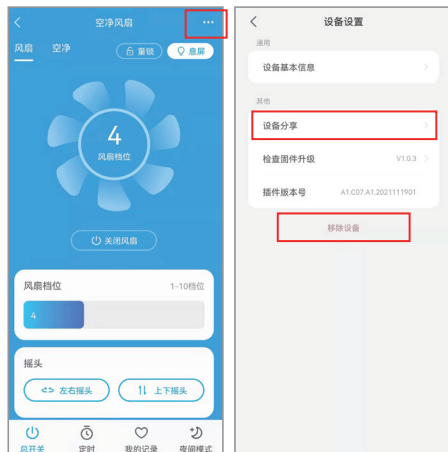 空净风扇
···
风扇
空净
童锁
息屏
4
风扇档位
关闭风扇
风扇档位
1-10档位
4
摇头
左右摇头
上下摇头
总开关
定时
我的记录
夜间模式
设备设置
通用
设备基本信息
其他
设备分享
检查固件升级
V1.0.3
插件版本号
A1.C07.A1.2021111901
移除设备